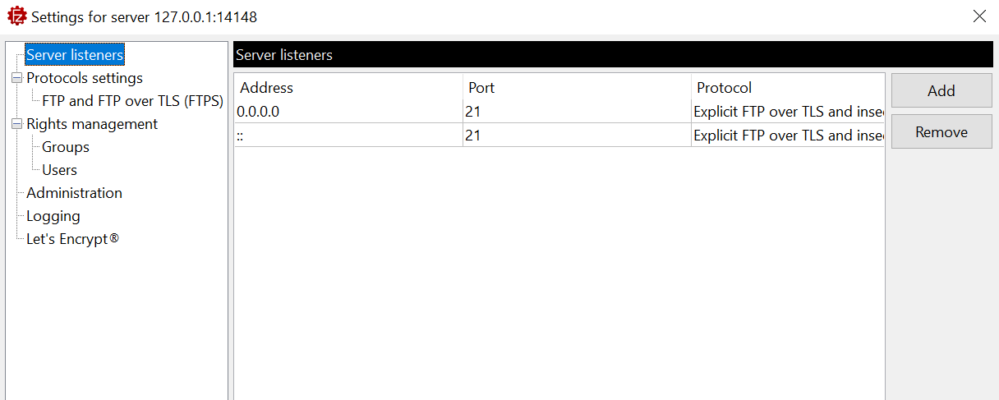 Settings for server 127.0.0.1:14148
Server listeners
Protocols settings
FTP and FTP over TLS (FTPS)
Rights management
Groups
Users
Administration
Logging
Let's Encrypt®
Server listeners
Address Port Protocol
0.0.0.0 21 Explicit FTP over TLS and inse
:: 21 Explicit FTP over TLS and inse
Add
Remove